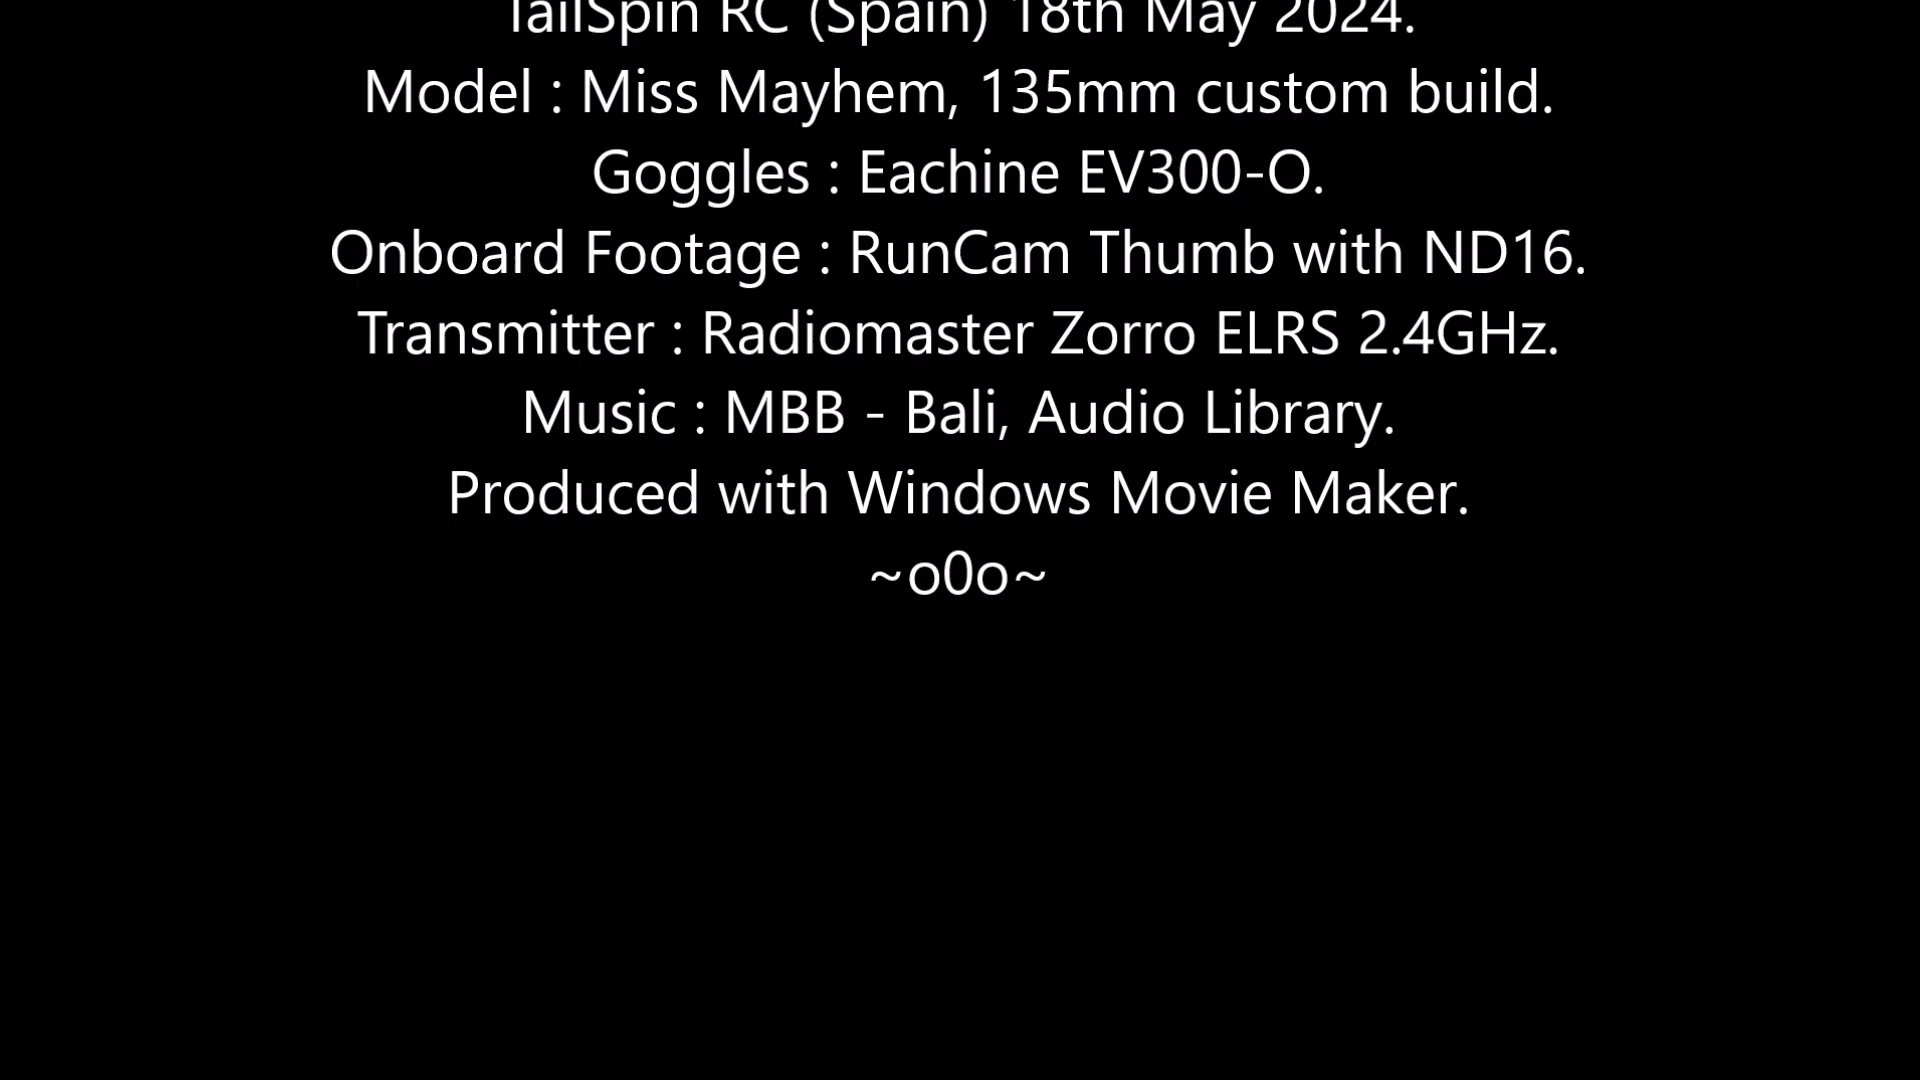 TailSpin RC (Spain) 18th May 2024.
Model : Miss Mayhem, 135mm custom build.
Goggles : Eachine EV300-O.
Onboard Footage : RunCam Thumb with ND16.
Transmitter : Radiomaster Zorro ELRS 2.4GHz.
Music : MBB - Bali, Audio Library.
Produced with Windows Movie Maker.
~o0o~